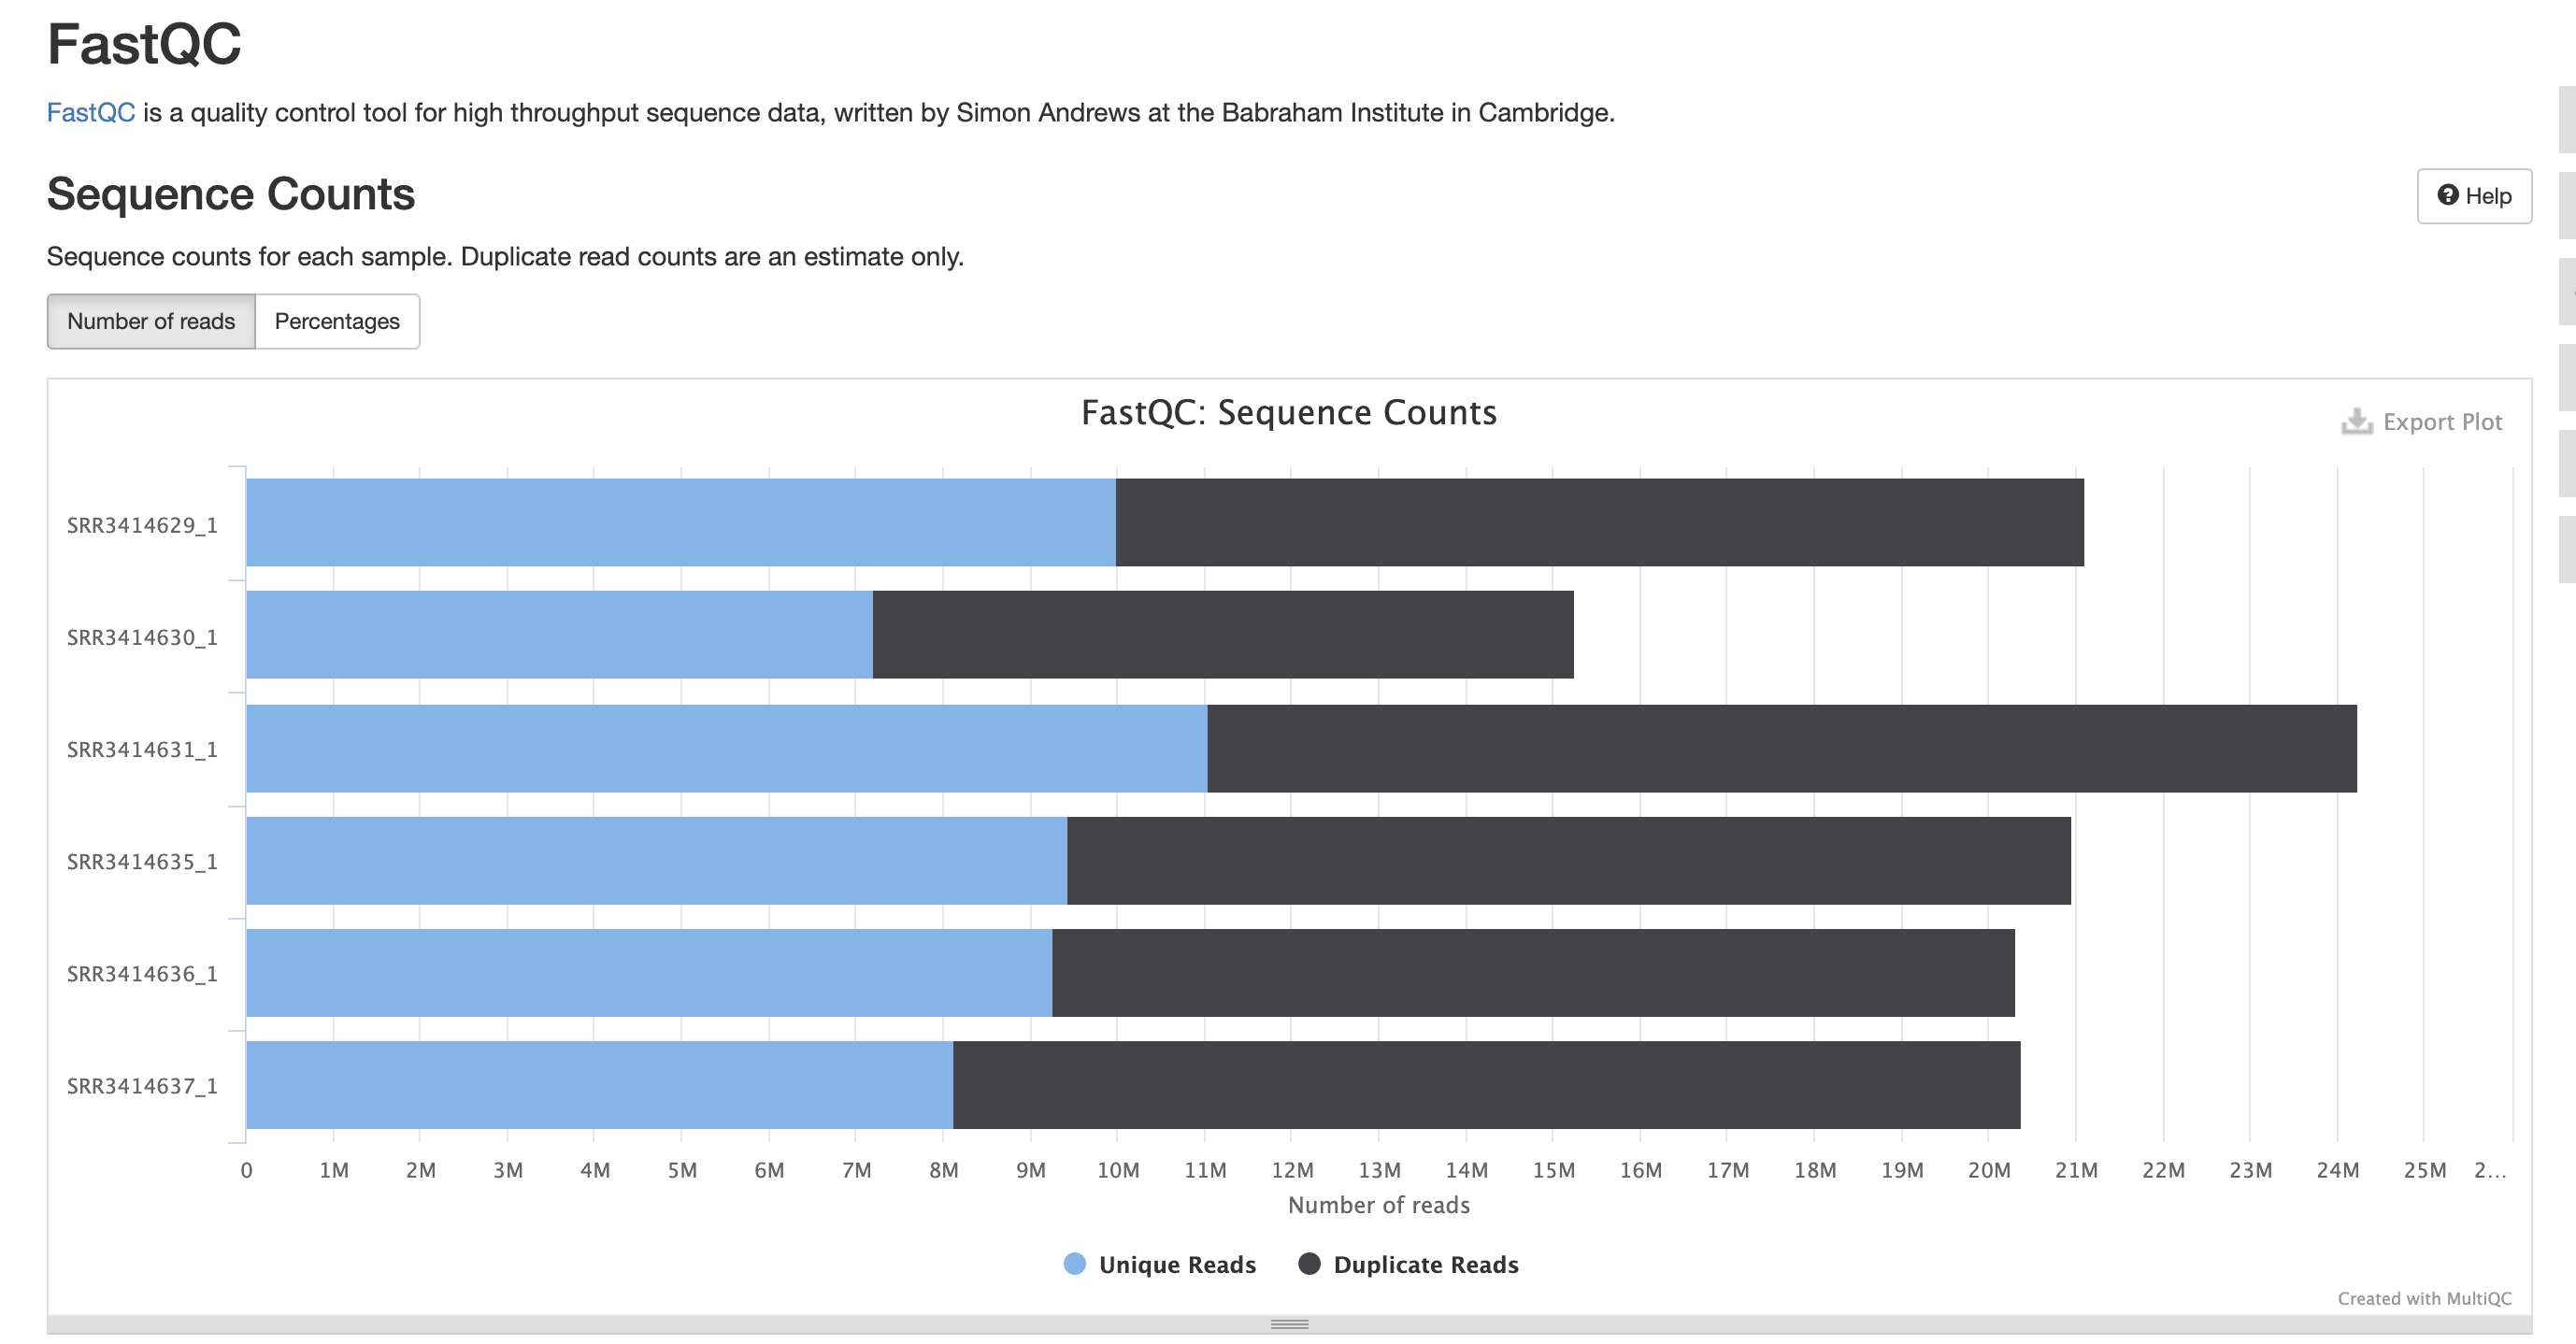 FastQC
FastQC is a quality control tool for high throughput sequence data, written by Simon Andrews at the Babraham Institute in Cambridge.
Sequence Counts
Help
Sequence counts for each sample. Duplicate read counts are an estimate only.
Number of reads Percentages
FastQC: Sequence Counts
Export Plot
SRR3414629_1
SRR3414630_1
SRR3414631_1
SRR3414635_1
SRR3414636_1
SRR3414637_1
0 1M 2M 3M 4M 5M 6M 7M 8M 9M 10M 11M 12M 13M 14M 15M 16M 17M 18M 19M 20M 21M 22M 23M 24M 25M 2...
Number of reads
Unique Reads Duplicate Reads
Created with MultiQC